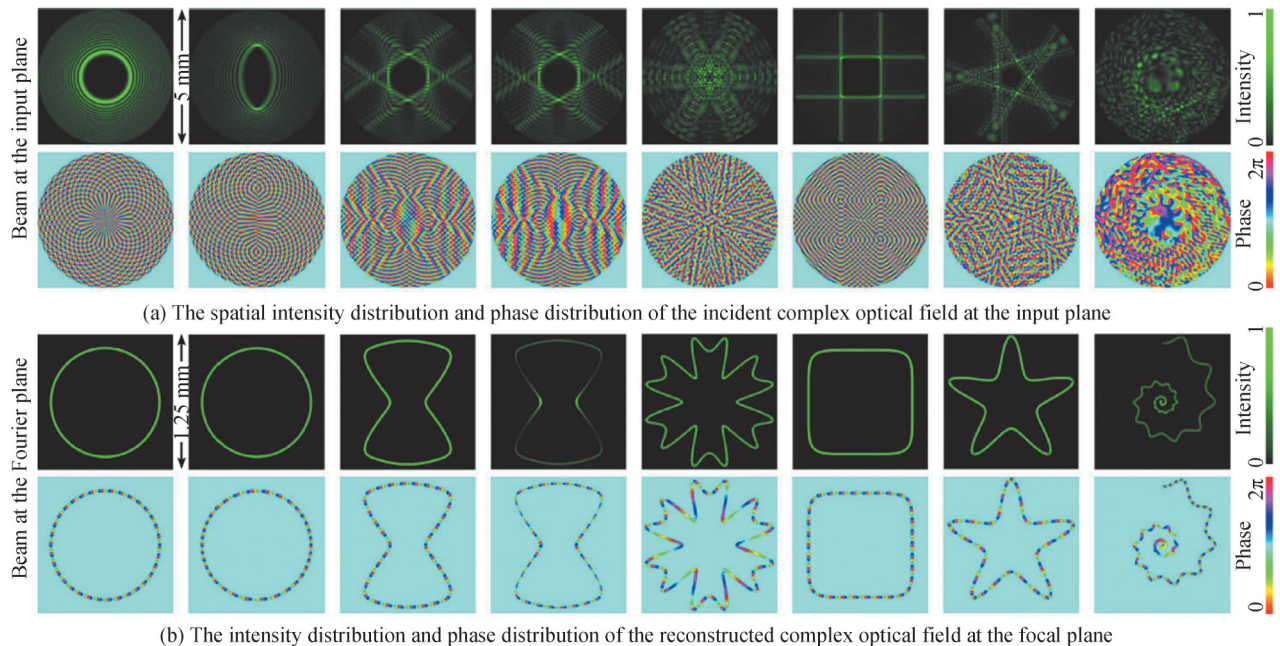 Beam at the input plane
5 mm
1
Intensity
0
2π
Phase
0
(a) The spatial intensity distribution and phase distribution of the incident complex optical field at the input plane
Beam at the Fourier plane
1.25 mm
1
Intensity
0
2π
Phase
0
(b) The intensity distribution and phase distribution of the reconstructed complex optical field at the focal plane